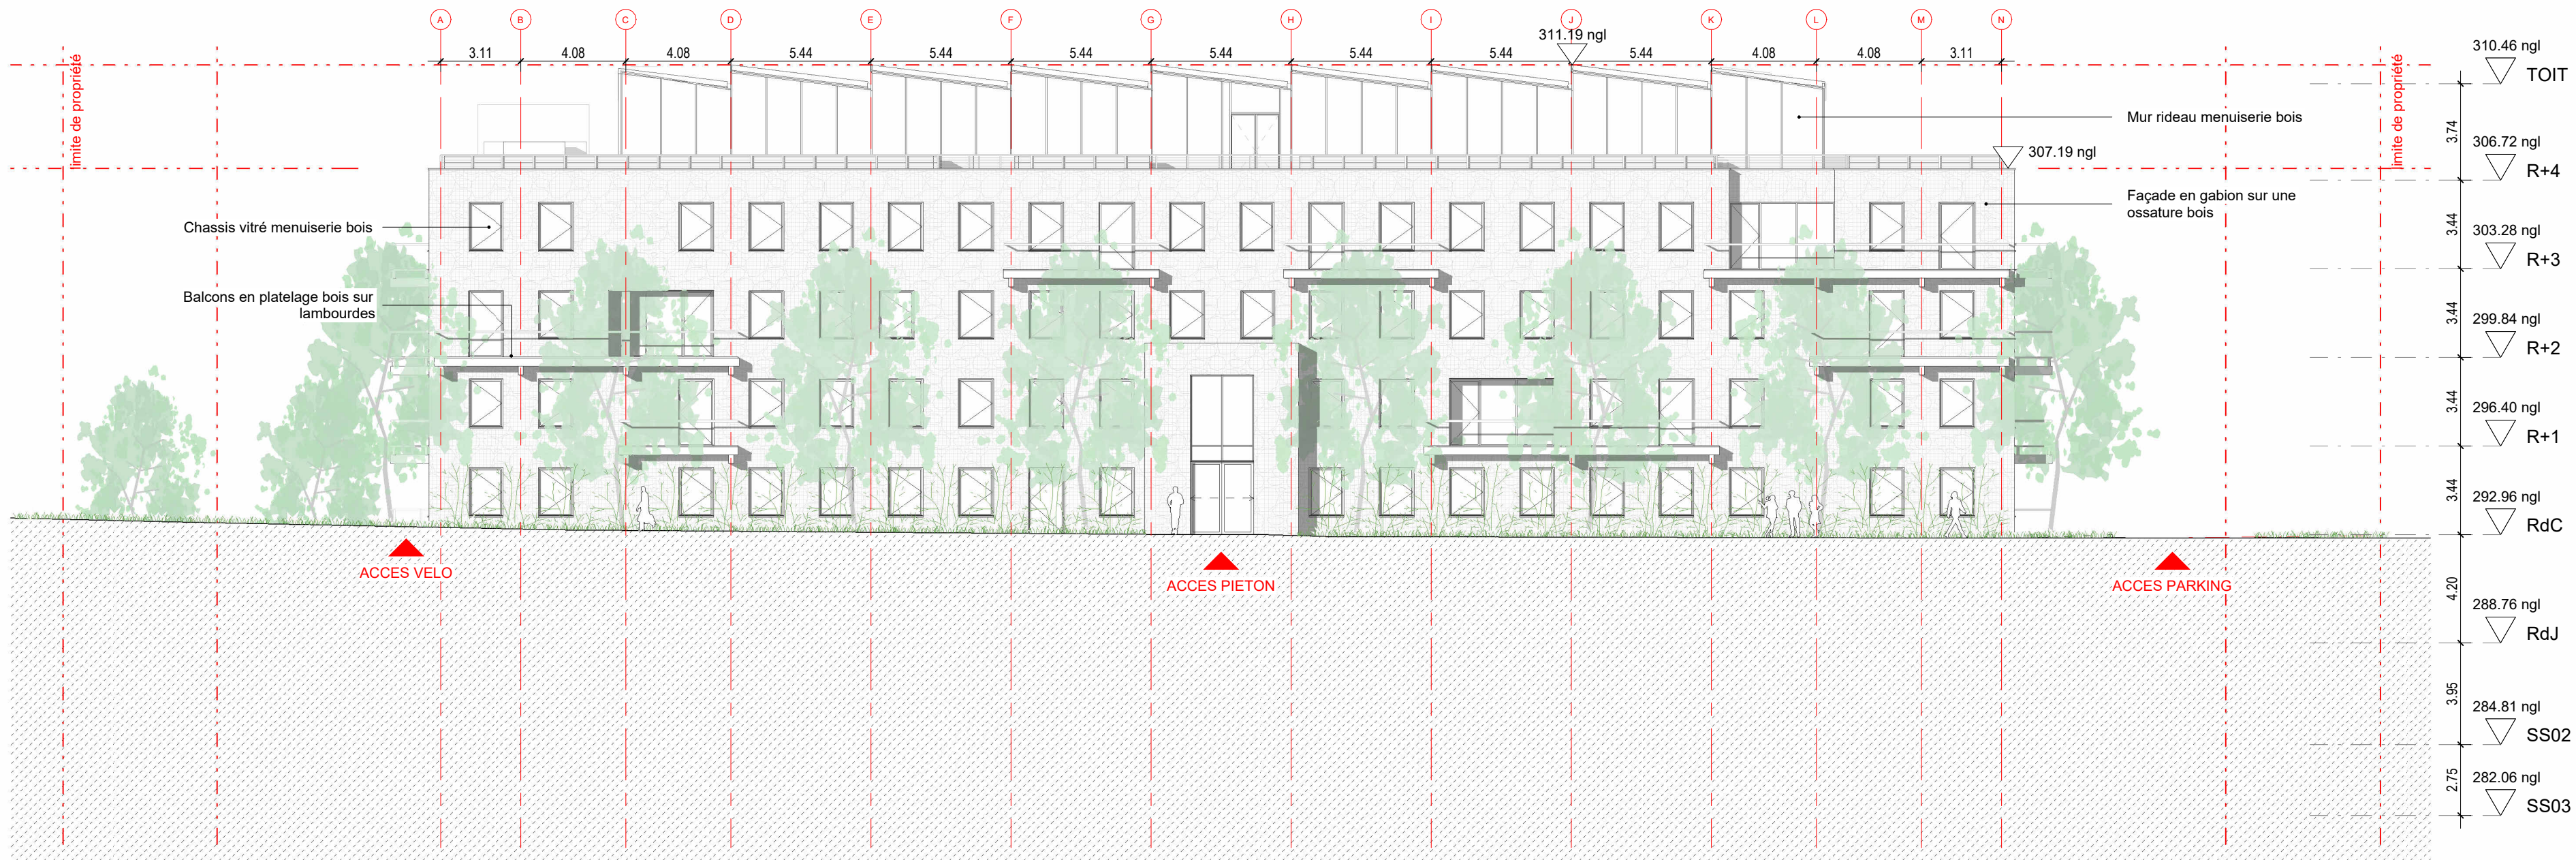 A B C D E F G H I J K L M N
311.19 ngl
3.11 4.08 4.08 5.44 5.44 5.44 5.44 5.44 5.44 5.44 4.08 4.08 3.11
310.46 ngl
TOIT
limite de propriété
limite de propriété
Mur rideau menuiserie bois
3.74
306.72 ngl
R+4
307.19 ngl
Façade en gabion sur une
ossature bois
Chassis vitré menuiserie bois
3.44
303.28 ngl
R+3
Balcons en platelage bois sur
lambourdes
3.44
299.84 ngl
R+2
3.44
296.40 ngl
R+1
3.44
292.96 ngl
RdC
ACCES VELO
ACCES PIETON
ACCES PARKING
4.20
288.76 ngl
RdJ
3.95
284.81 ngl
SS02
2.75
282.06 ngl
SS03